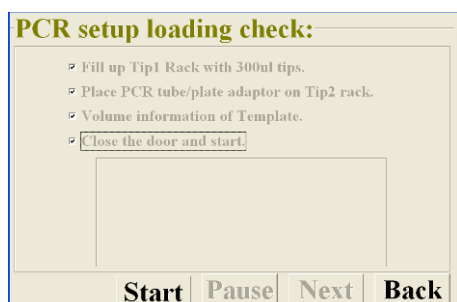 PCR setup loading check:
Fill up Tip1 Rack with 300ul tips.
Place PCR tube/plate adaptor on Tip2 rack.
Volume information of Template.
Close the door and start.
Start Pause Next Back